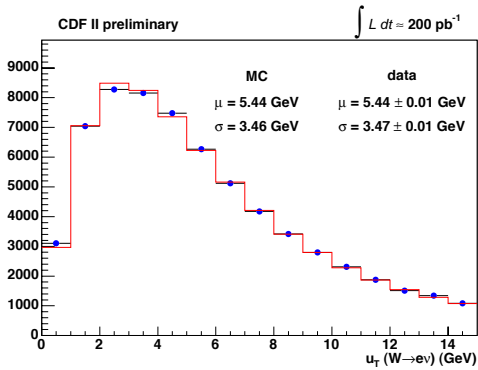 CDF II preliminary
∫ L dt ≈ 200 pb⁻¹
MC data
μ = 5.44 GeV μ = 5.44 ± 0.01 GeV
σ = 3.46 GeV σ = 3.47 ± 0.01 GeV
9000
8000
7000
6000
5000
4000
3000
2000
1000
0
0 2 4 6 8 10 12 14
u_T (W→eν) (GeV)